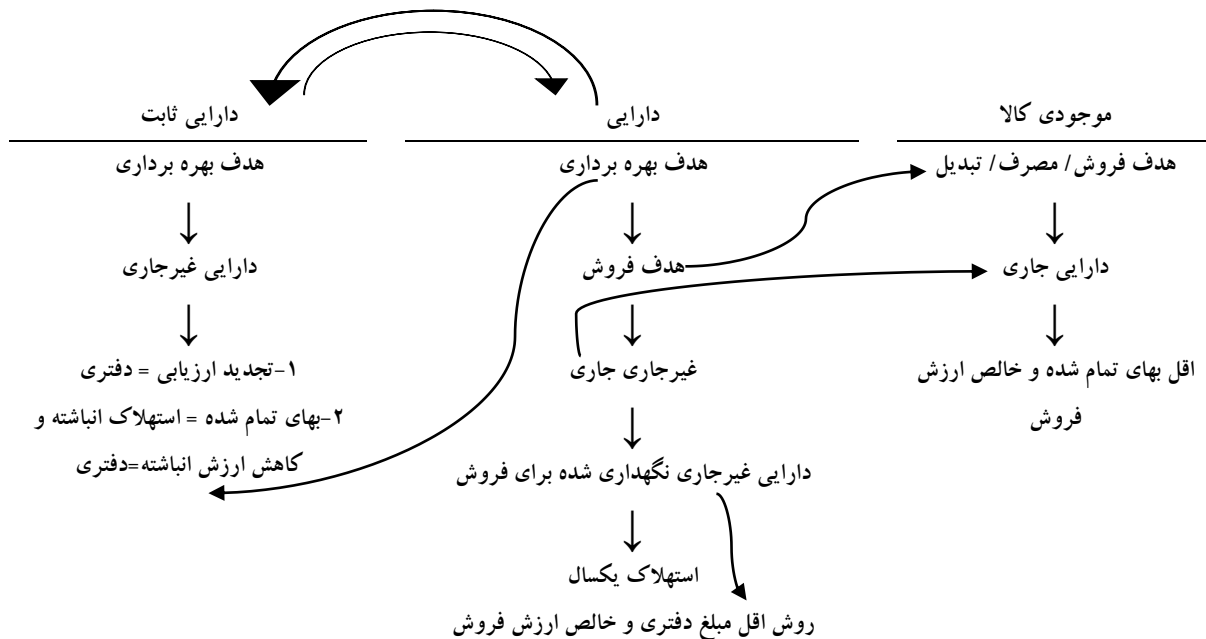 موجودی کالا
هدف فروش/ مصرف/ تبدیل
دارایی جاری
اقل بهای تمام شده و خالص ارزش
فروش
دارایی
هدف بهره برداری
هدف فروش
غیرجاری جاری
دارایی غیرجاری نگهداری شده برای فروش
استهلاک یکسال
روش اقل مبلغ دفتری و خالص ارزش فروش
دارایی ثابت
هدف بهره برداری
دارایی غیرجاری
۱-تجدید ارزیابی = دفتری
۲-بهای تمام شده = استهلاک انباشته و
کاهش ارزش انباشته=دفتری